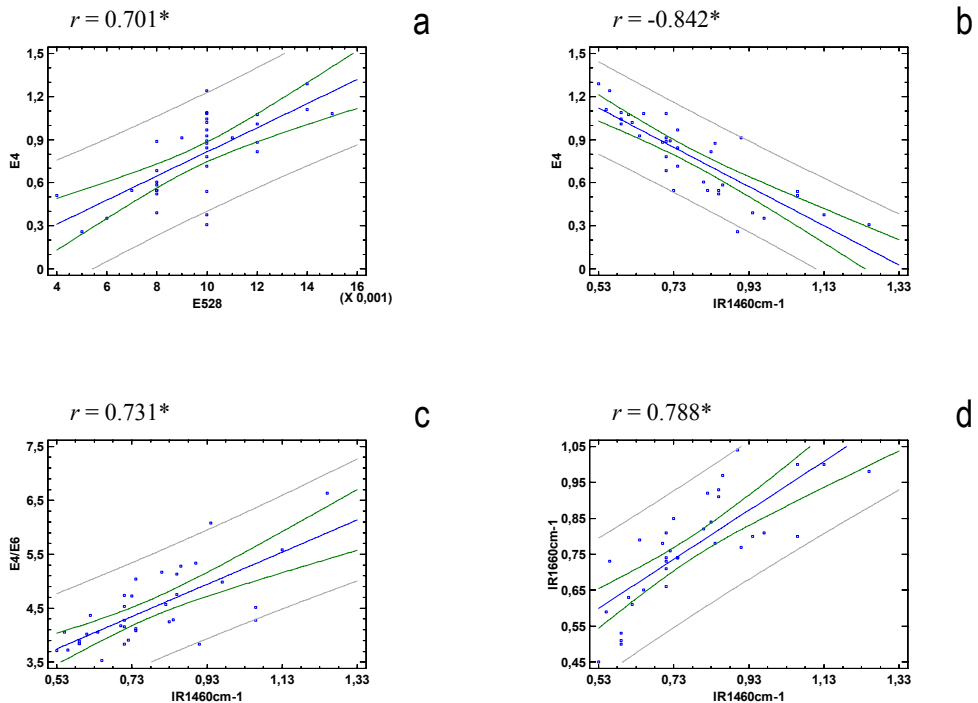 r = 0.701*
a
1,5
1,2
0,9
0,6
0,3
0
E4
4 6 8 10 12 14 16
E528
(X 0,001)
r = -0.842*
b
1,5
1,2
0,9
0,6
0,3
0
E4
0,53 0,73 0,93 1,13 1,33
IR1460cm-1
r = 0.731*
c
7,5
6,5
5,5
4,5
3,5
E4/E6
0,53 0,73 0,93 1,13 1,33
IR1460cm-1
r = 0.788*
d
1,05
0,95
0,85
0,75
0,65
0,55
0,45
IR1660cm-1
0,53 0,73 0,93 1,13 1,33
IR1460cm-1